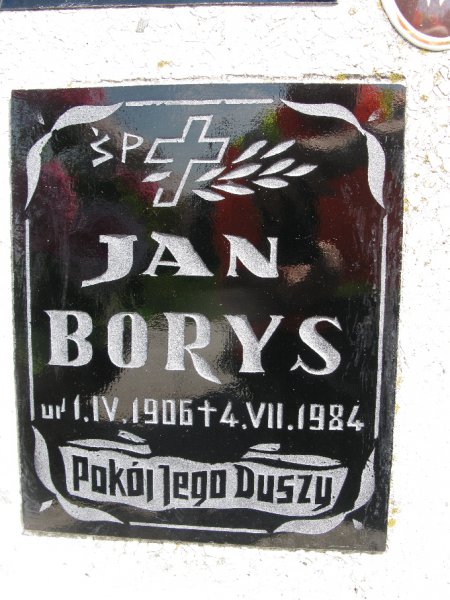 ŚP
JAN
BORYS
ur 1.IV.1906 † 4.VII.1984
Pokój Jego Duszy